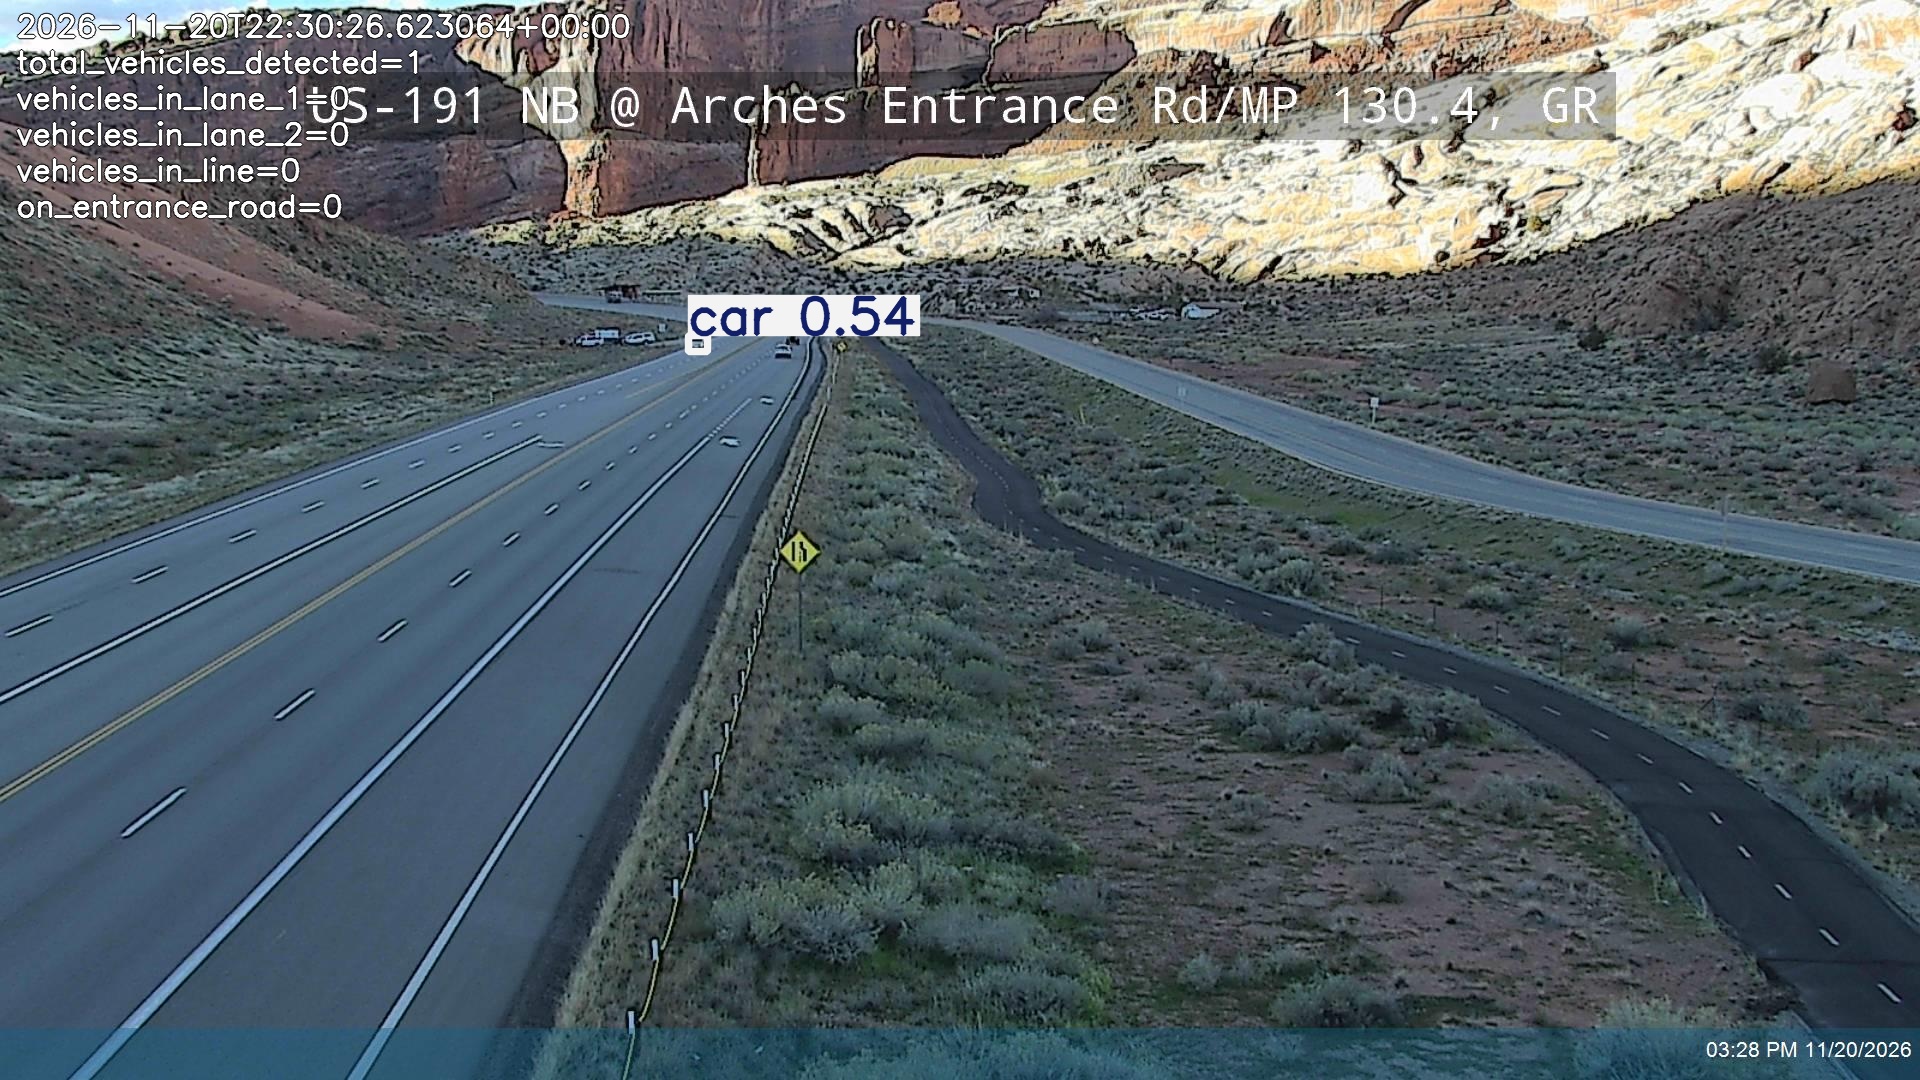 2026-11-20T22:30:26.623064+00:00
total_vehicles_detected=1
vehicles_in_lane_1=0
US-191 NB @ Arches Entrance Rd/MP 130.4, GR
vehicles_in_lane_2=0
vehicles_in_line=0
on_entrance_road=0
car 0.54
03:28 PM 11/20/2026